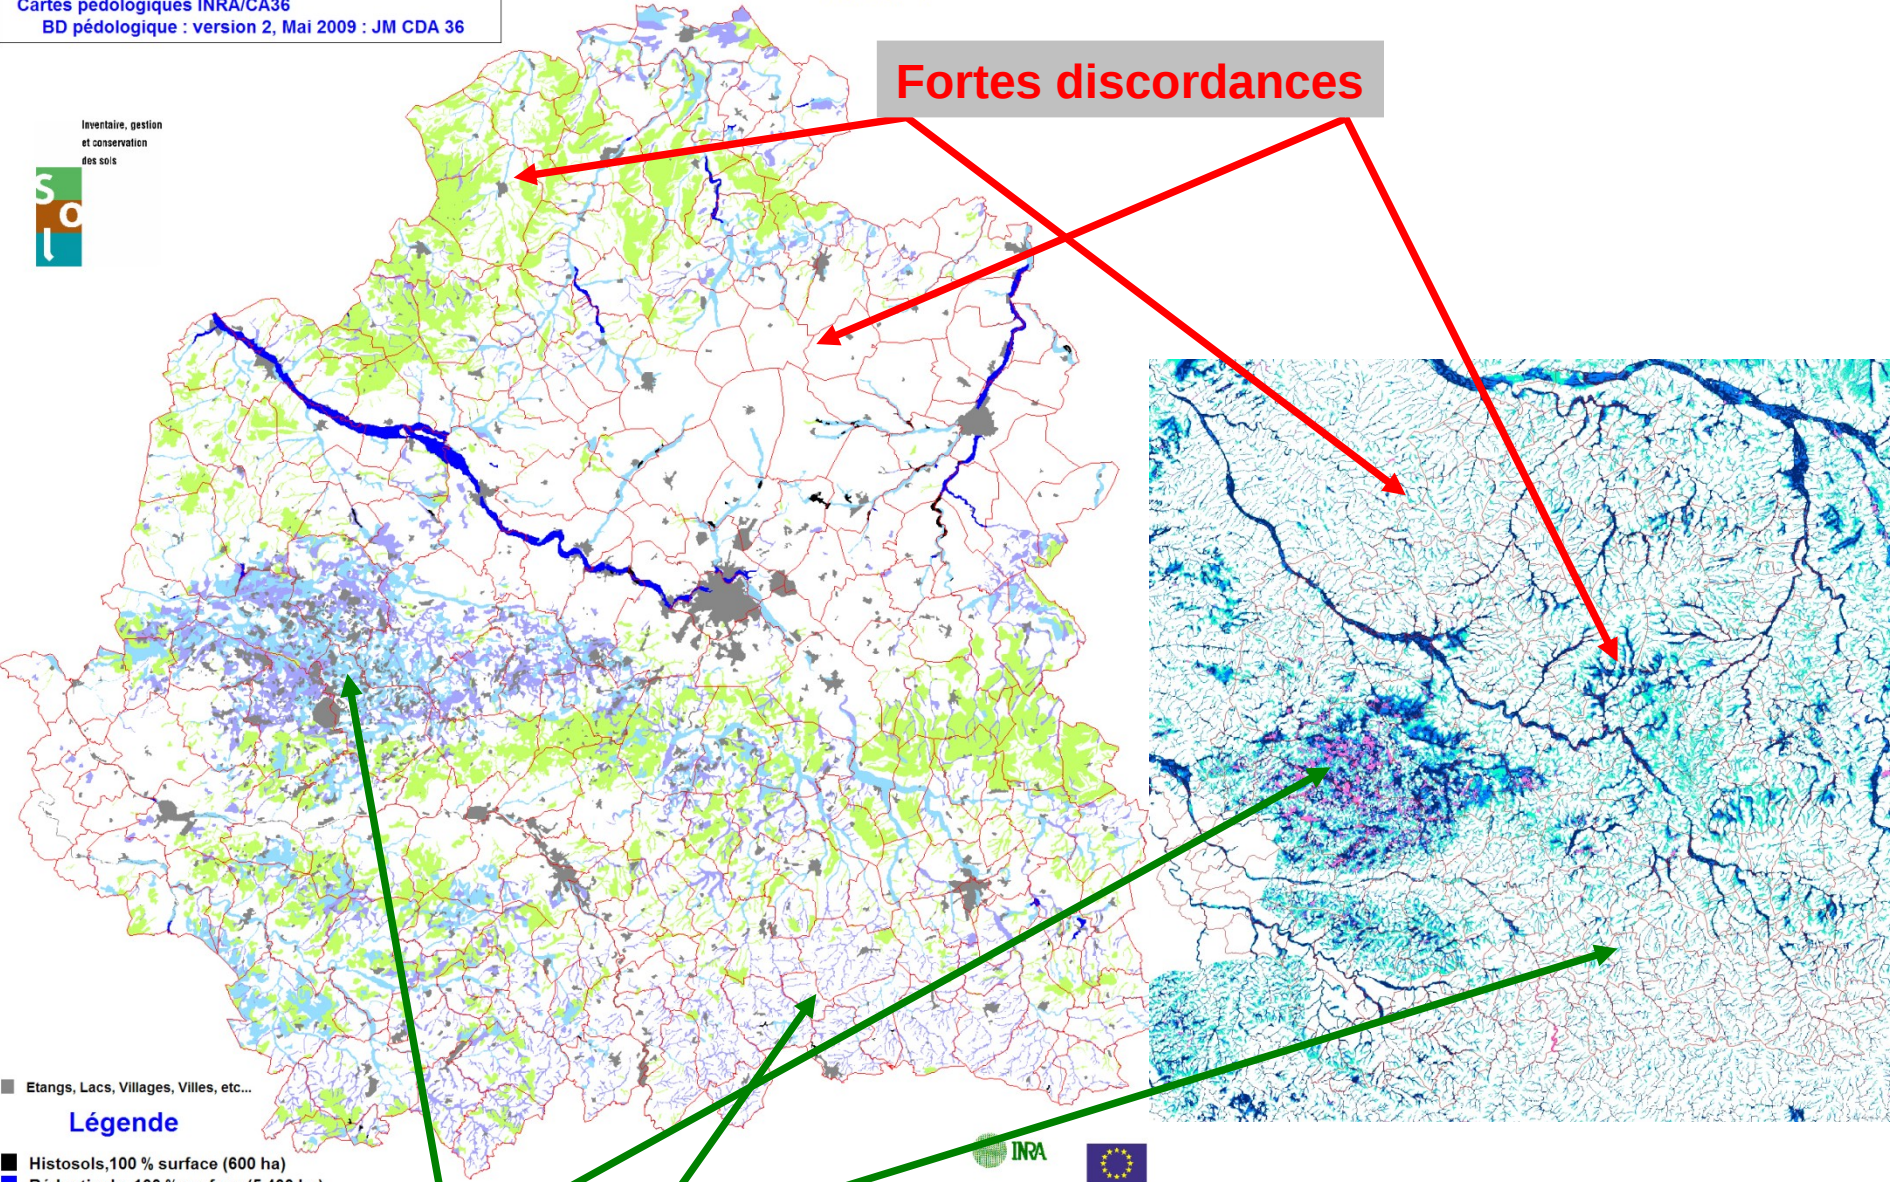 Cartes pédologiques INRA/CA36
BD pédologique : version 2, Mai 2009 : JM CDA 36
Fortes discordances
Inventaire, gestion
et conservation
des sols
S
o
l
Etangs, Lacs, Villages, Villes, etc...
Légende
Histosols,100 % surface (600 ha)
INRA